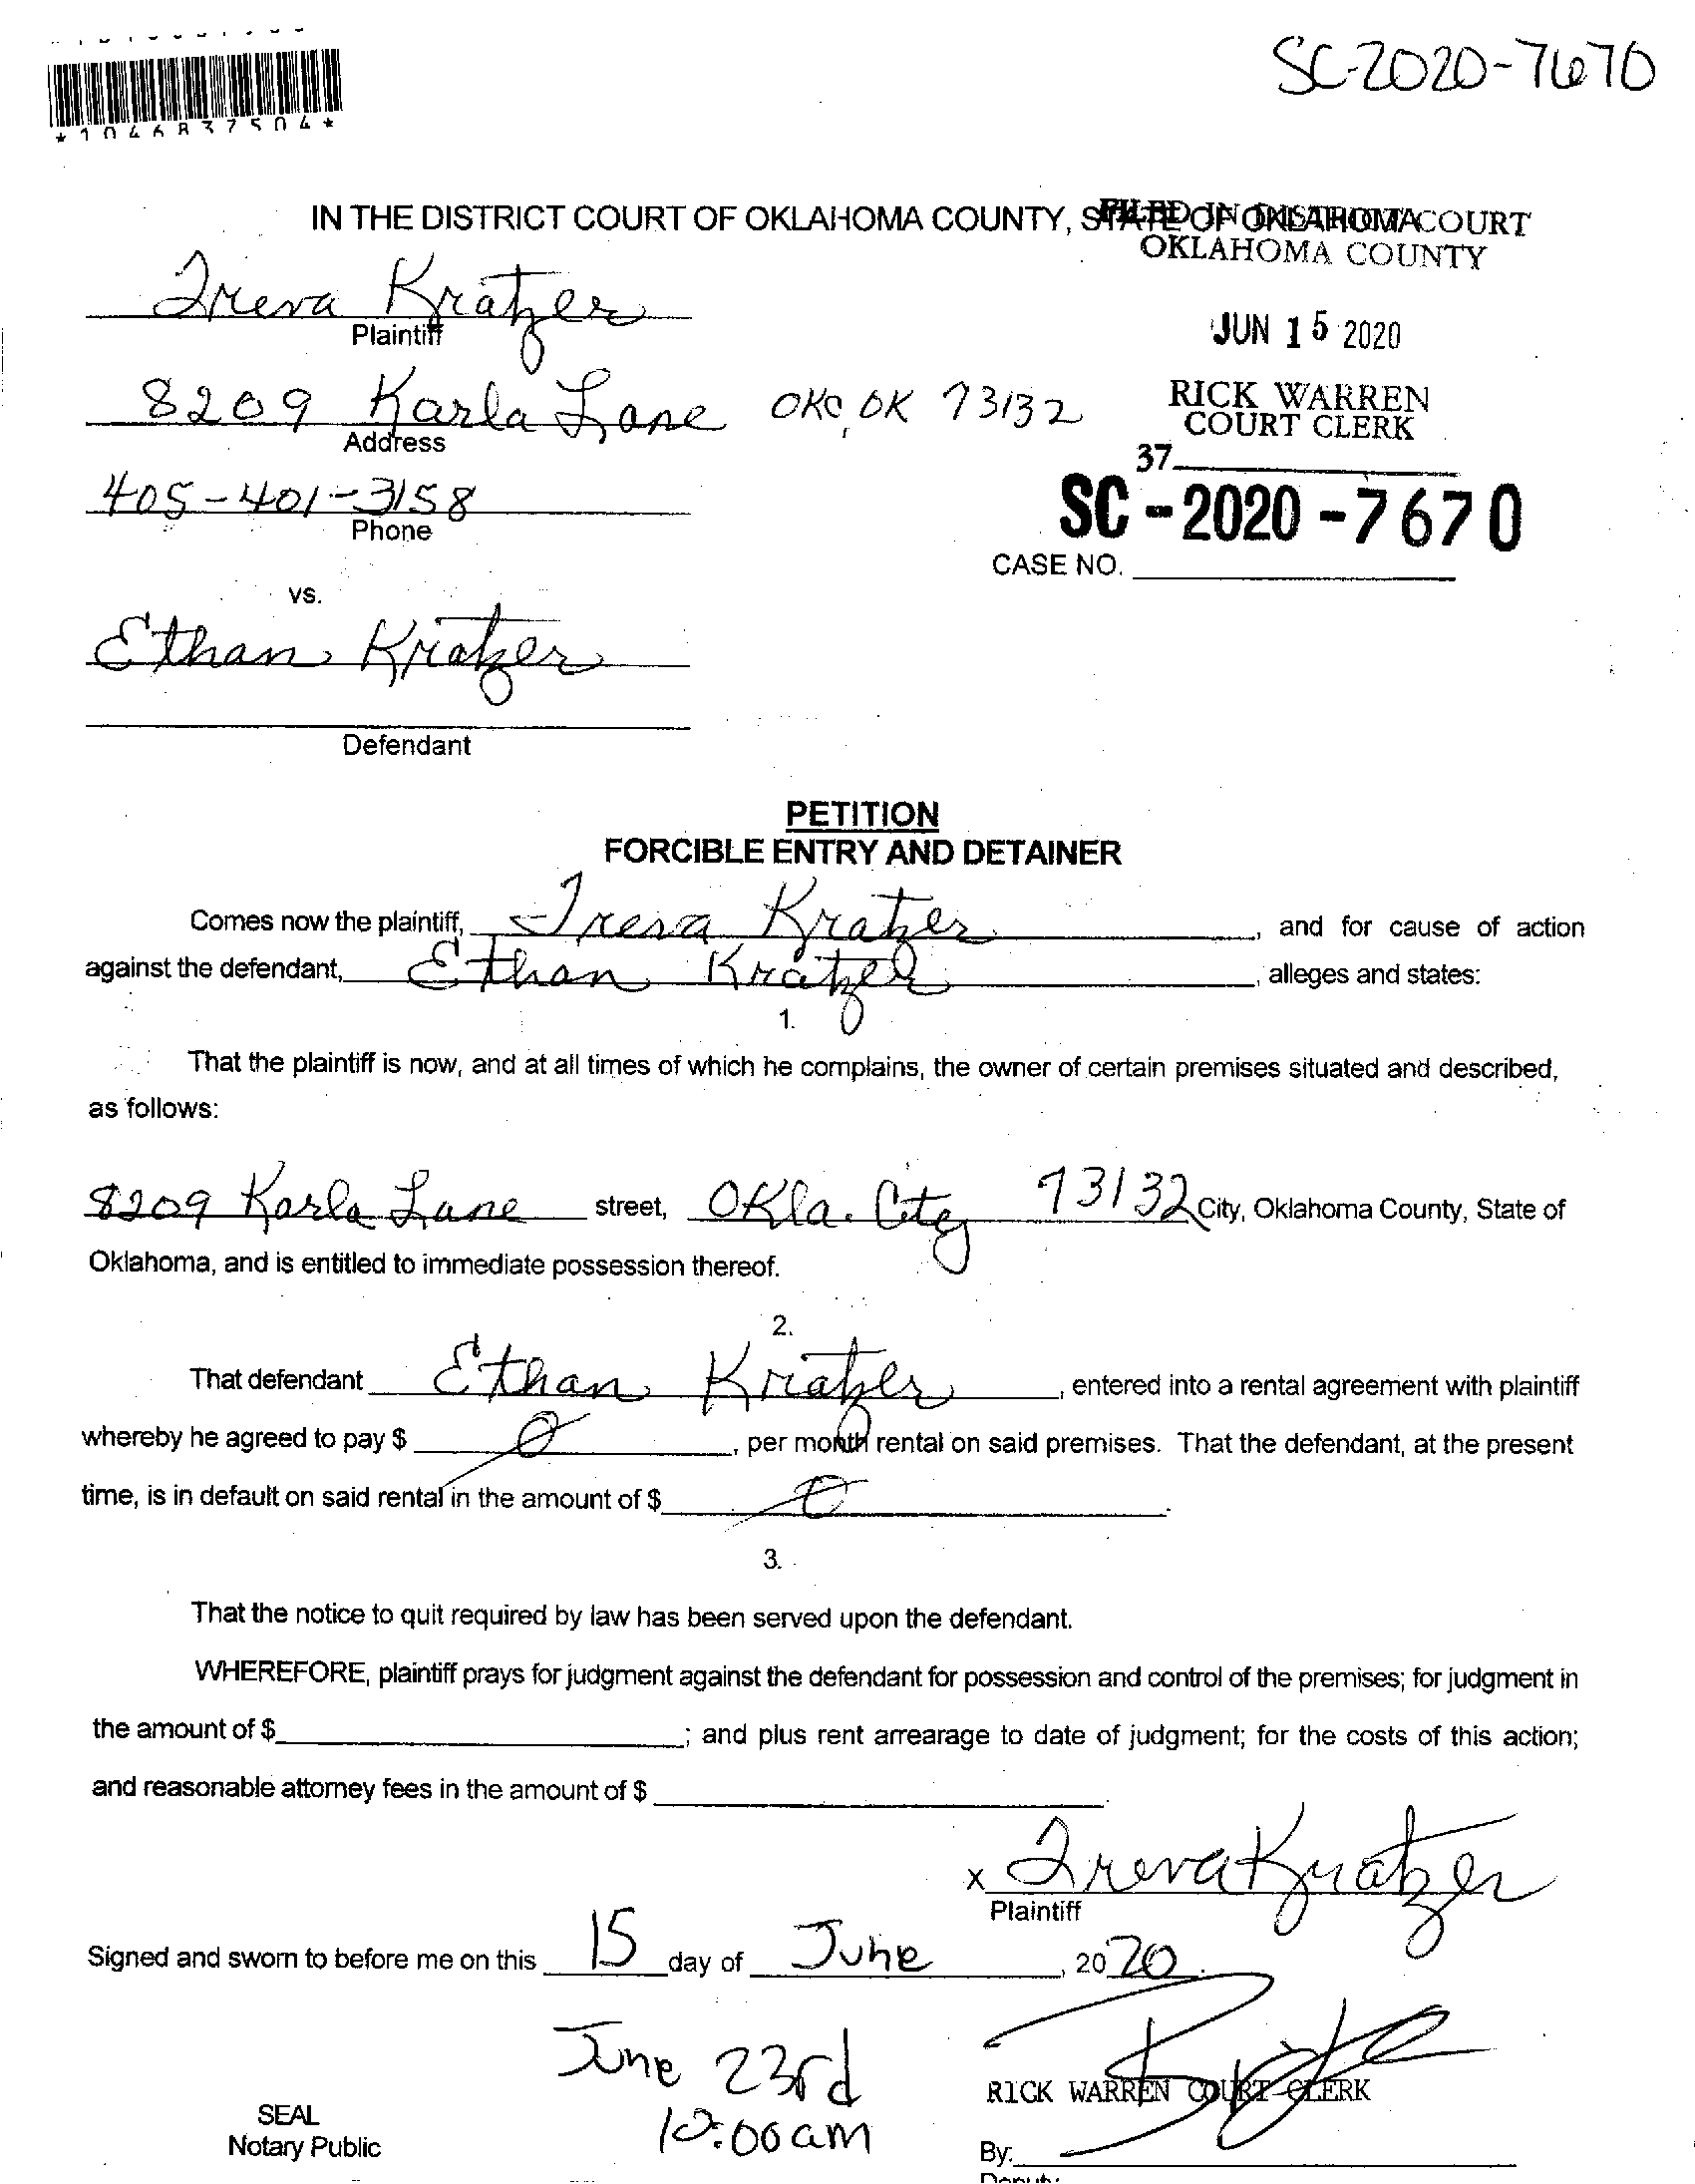 SC-2020-7670
*1046837504*
IN THE DISTRICT COURT OF OKLAHOMA COUNTY, STATE OF OKLAHOMA
FILED IN DISTRICT COURT
OKLAHOMA COUNTY
Treva Kratzer
Plaintiff
JUN 15 2020
8209 Karla Lane OKC, OK 73132
Address
RICK WARREN
COURT CLERK
37
405-401-3158
Phone
SC-2020-7670
CASE NO.
vs.
Ethan Kratzer
Defendant
PETITION
FORCIBLE ENTRY AND DETAINER
Comes now the plaintiff, Treva Kratzer, and for cause of action
against the defendant, Ethan Kratzer, alleges and states:
1.
That the plaintiff is now, and at all times of which he complains, the owner of certain premises situated and described,
as follows:
8209 Karla Lane street, Okla. City 73132 City, Oklahoma County, State of
Oklahoma, and is entitled to immediate possession thereof.
2.
That defendant Ethan Kratzer, entered into a rental agreement with plaintiff
whereby he agreed to pay $ 0, per month rental on said premises. That the defendant, at the present
time, is in default on said rental in the amount of $ 0.
3.
That the notice to quit required by law has been served upon the defendant.
WHEREFORE, plaintiff prays for judgment against the defendant for possession and control of the premises; for judgment in
the amount of $ ; and plus rent arrearage to date of judgment; for the costs of this action;
and reasonable attorney fees in the amount of $
x Treva Kratzer
Plaintiff
Signed and sworn to before me on this 15 day of June, 2020.
June 23rd
10:00am
RICK WARREN COURT CLERK
SEAL
Notary Public
By: